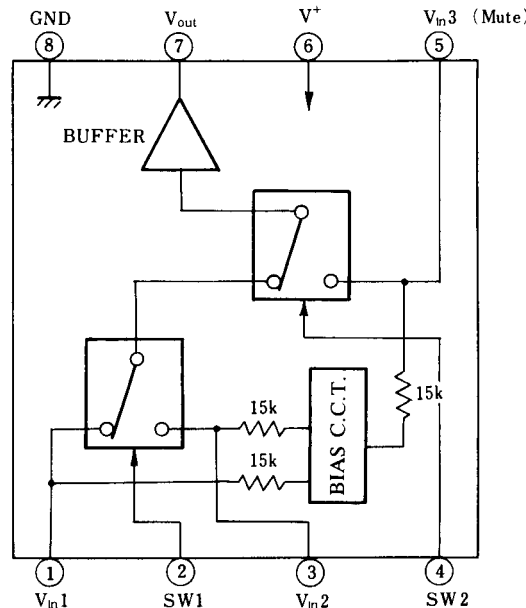 GND Vout V+ Vin3 (Mute)
8 7 6 5
BUFFER
15k
15k
15k
BIAS C.C.T.
1 2 3 4
Vin1 SW1 Vin2 SW2